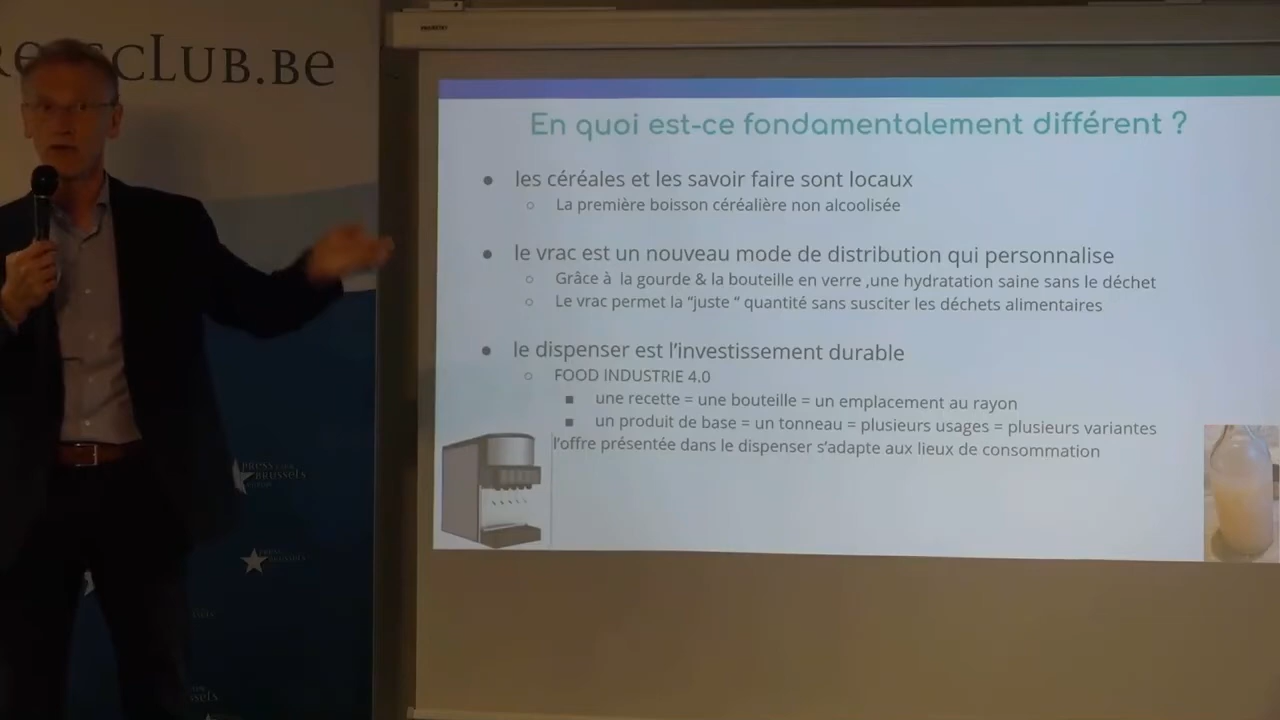 CLUB.BE
En quoi est-ce fondamentalement différent ?
les céréales et les savoir faire sont locaux
La première boisson céréalière non alcoolisée
le vrac est un nouveau mode de distribution qui personnalise
Grâce à la gourde & la bouteille en verre ,une hydratation saine sans le déchet
Le vrac permet la “juste “ quantité sans susciter les déchets alimentaires
le dispenser est l’investissement durable
FOOD INDUSTRIE 4.0
une recette = une bouteille = un emplacement au rayon
un produit de base = un tonneau = plusieurs usages = plusieurs variantes
l’offre présentée dans le dispenser s’adapte aux lieux de consommation
PRESS CLUB
BRUSSELS